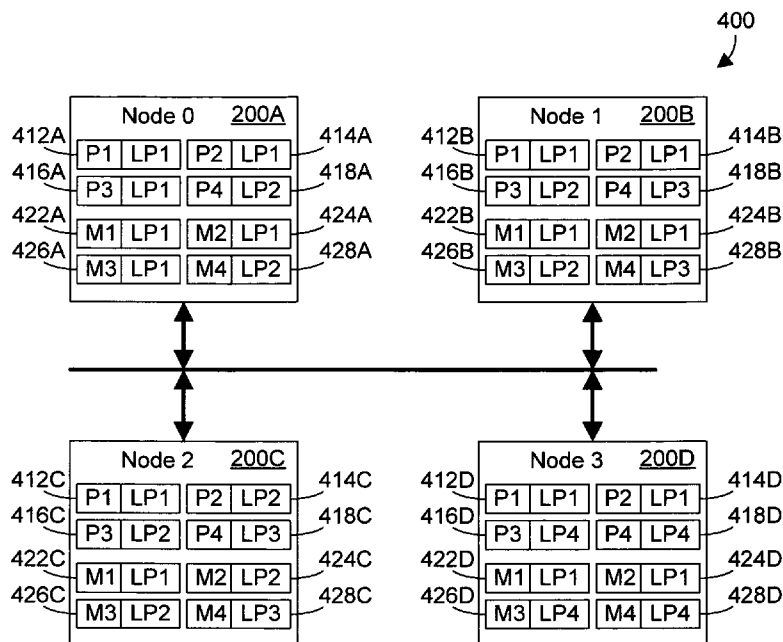 400
Node 0 200A
412A P1 LP1 P2 LP1 414A
416A P3 LP1 P4 LP2 418A
422A M1 LP1 M2 LP1 424A
426A M3 LP1 M4 LP2 428A
Node 1 200B
412B P1 LP1 P2 LP1 414B
416B P3 LP2 P4 LP3 418B
422B M1 LP1 M2 LP1 424B
426B M3 LP2 M4 LP3 428B
Node 2 200C
412C P1 LP1 P2 LP2 414C
416C P3 LP2 P4 LP3 418C
422C M1 LP1 M2 LP2 424C
426C M3 LP2 M4 LP3 428C
Node 3 200D
412D P1 LP1 P2 LP1 414D
416D P3 LP4 P4 LP4 418D
422D M1 LP1 M2 LP1 424D
426D M3 LP4 M4 LP4 428D